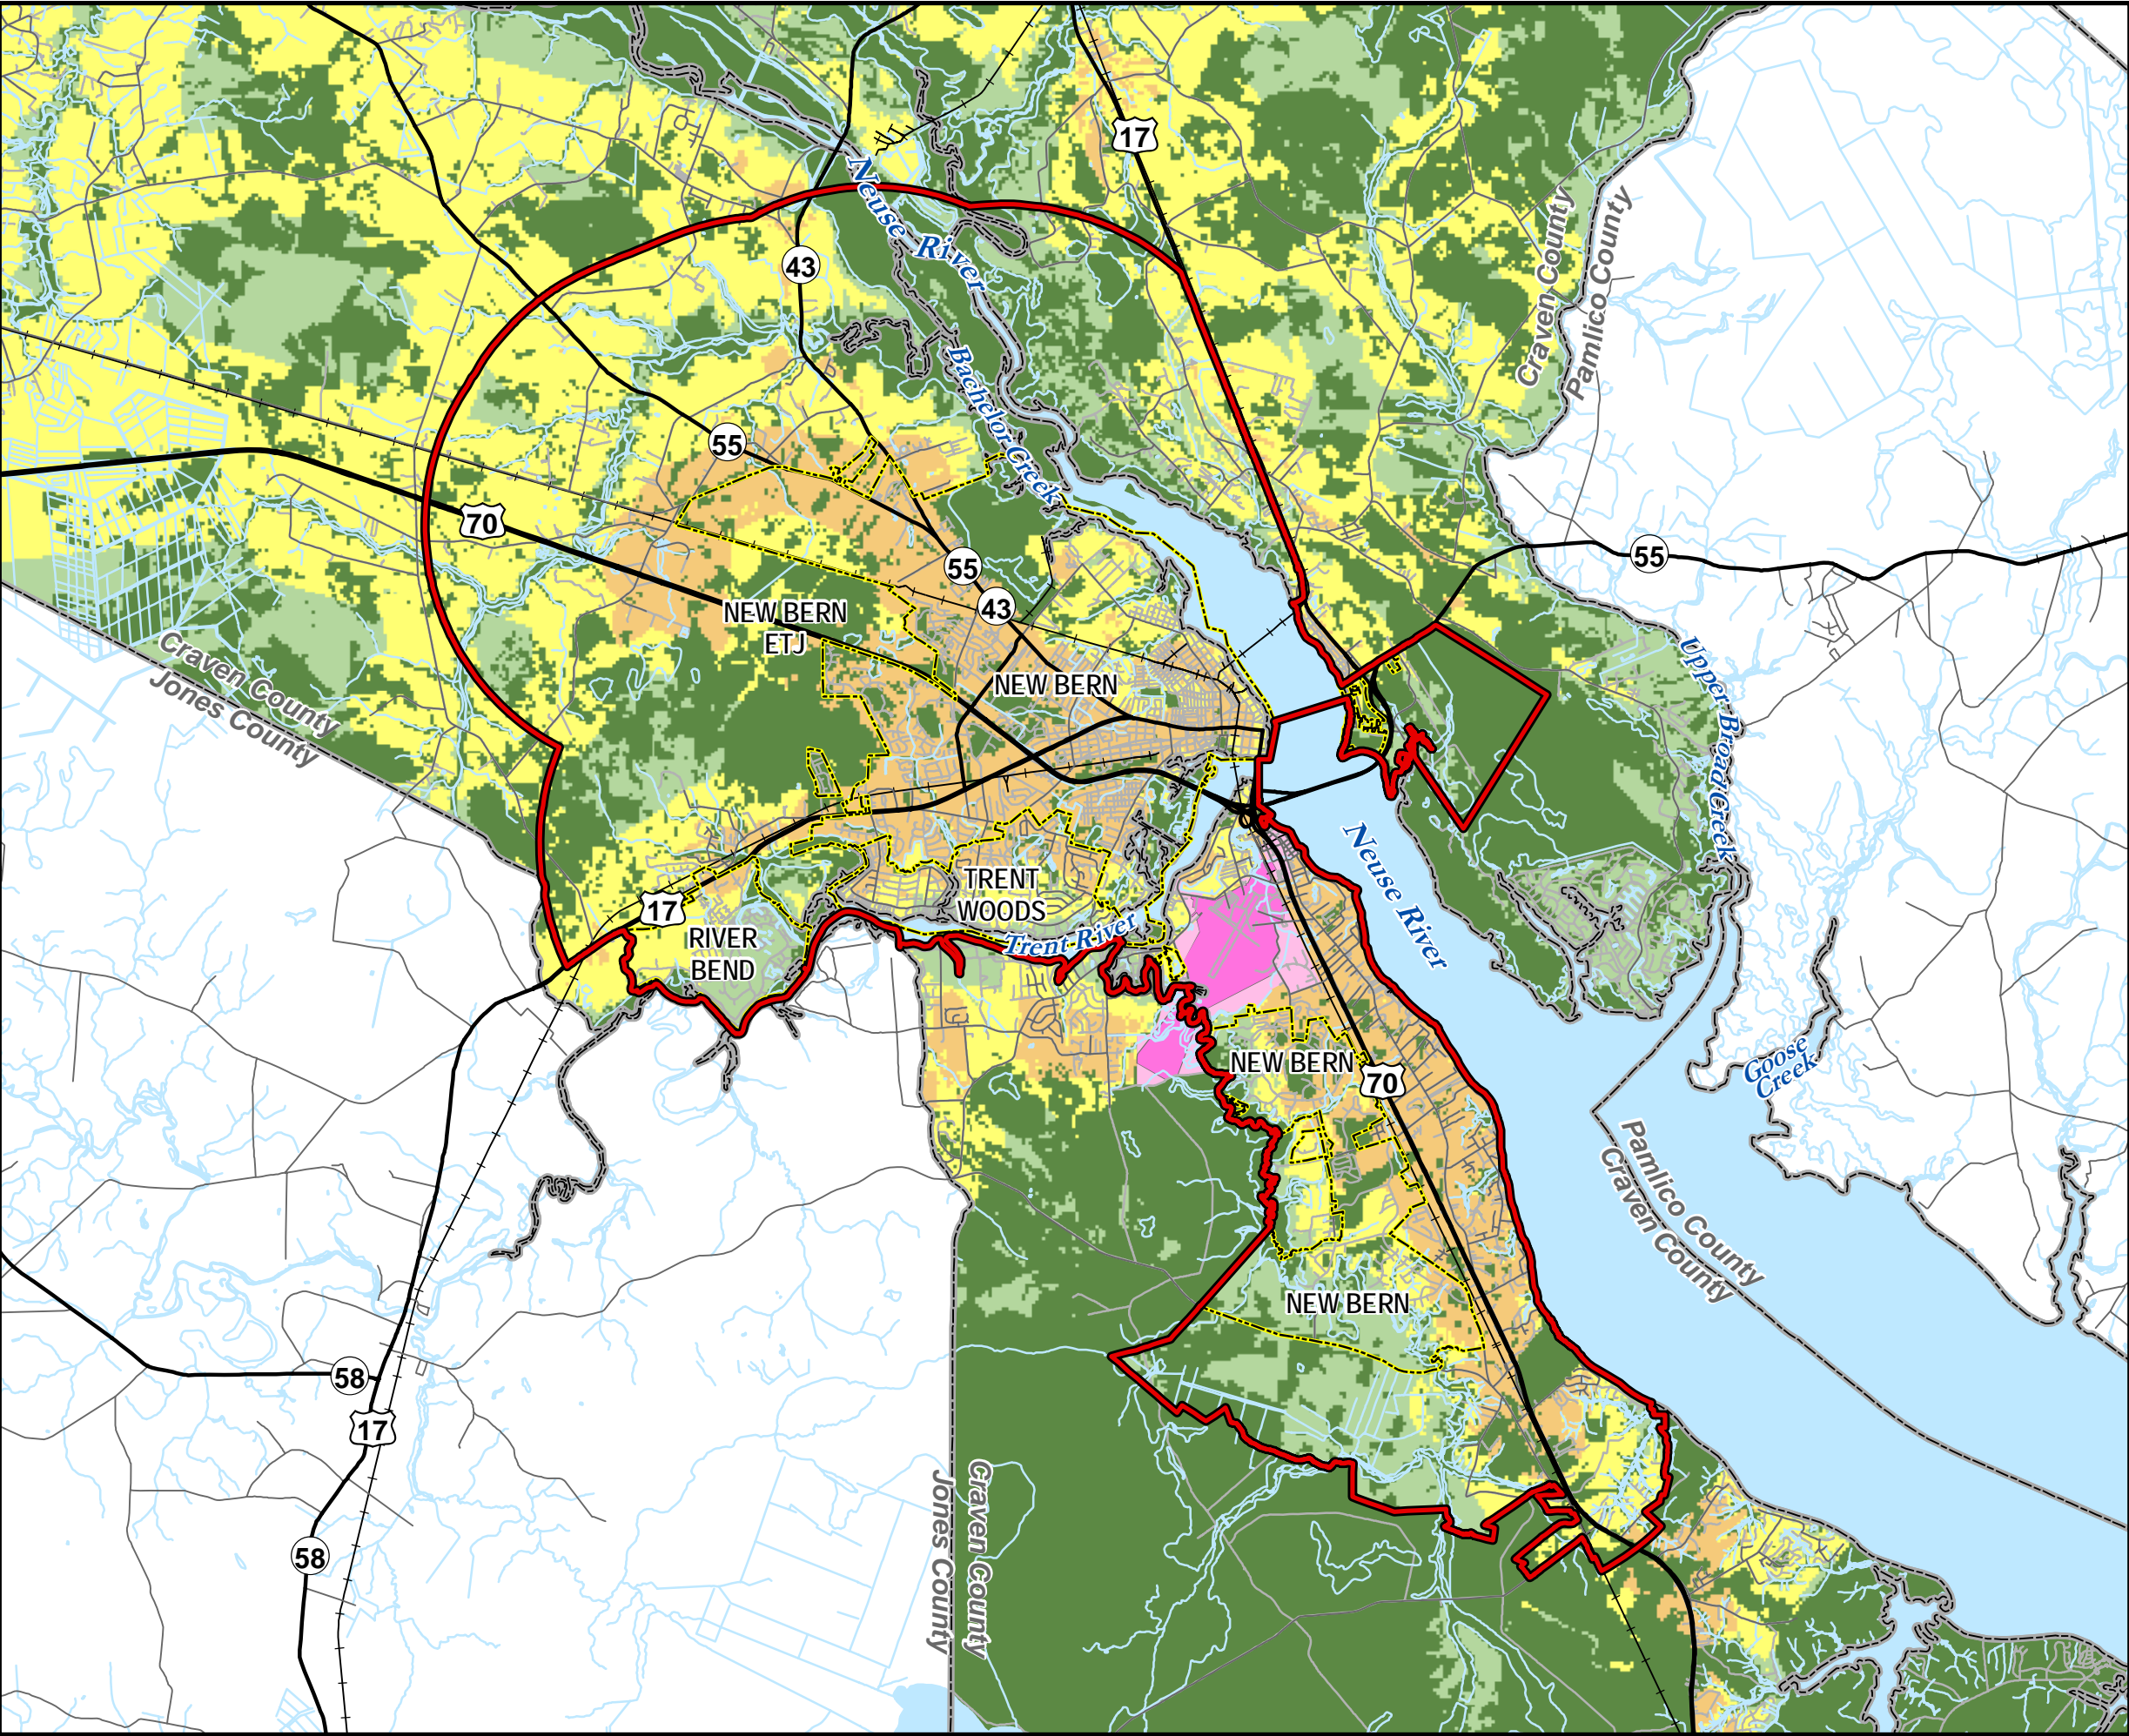 17
Neuse River
43
Craven County
Pamlico County
Bachelor Creek
55
70
55
55
43
NEW BERN
ETJ
Craven County
Jones County
NEW BERN
Upper Broad Creek
Neuse River
TRENT
WOODS
17
RIVER
BEND
Trent River
NEW BERN
70
Goose
Creek
Pamlico County
Craven County
NEW BERN
58
17
58
Jones County
Craven County